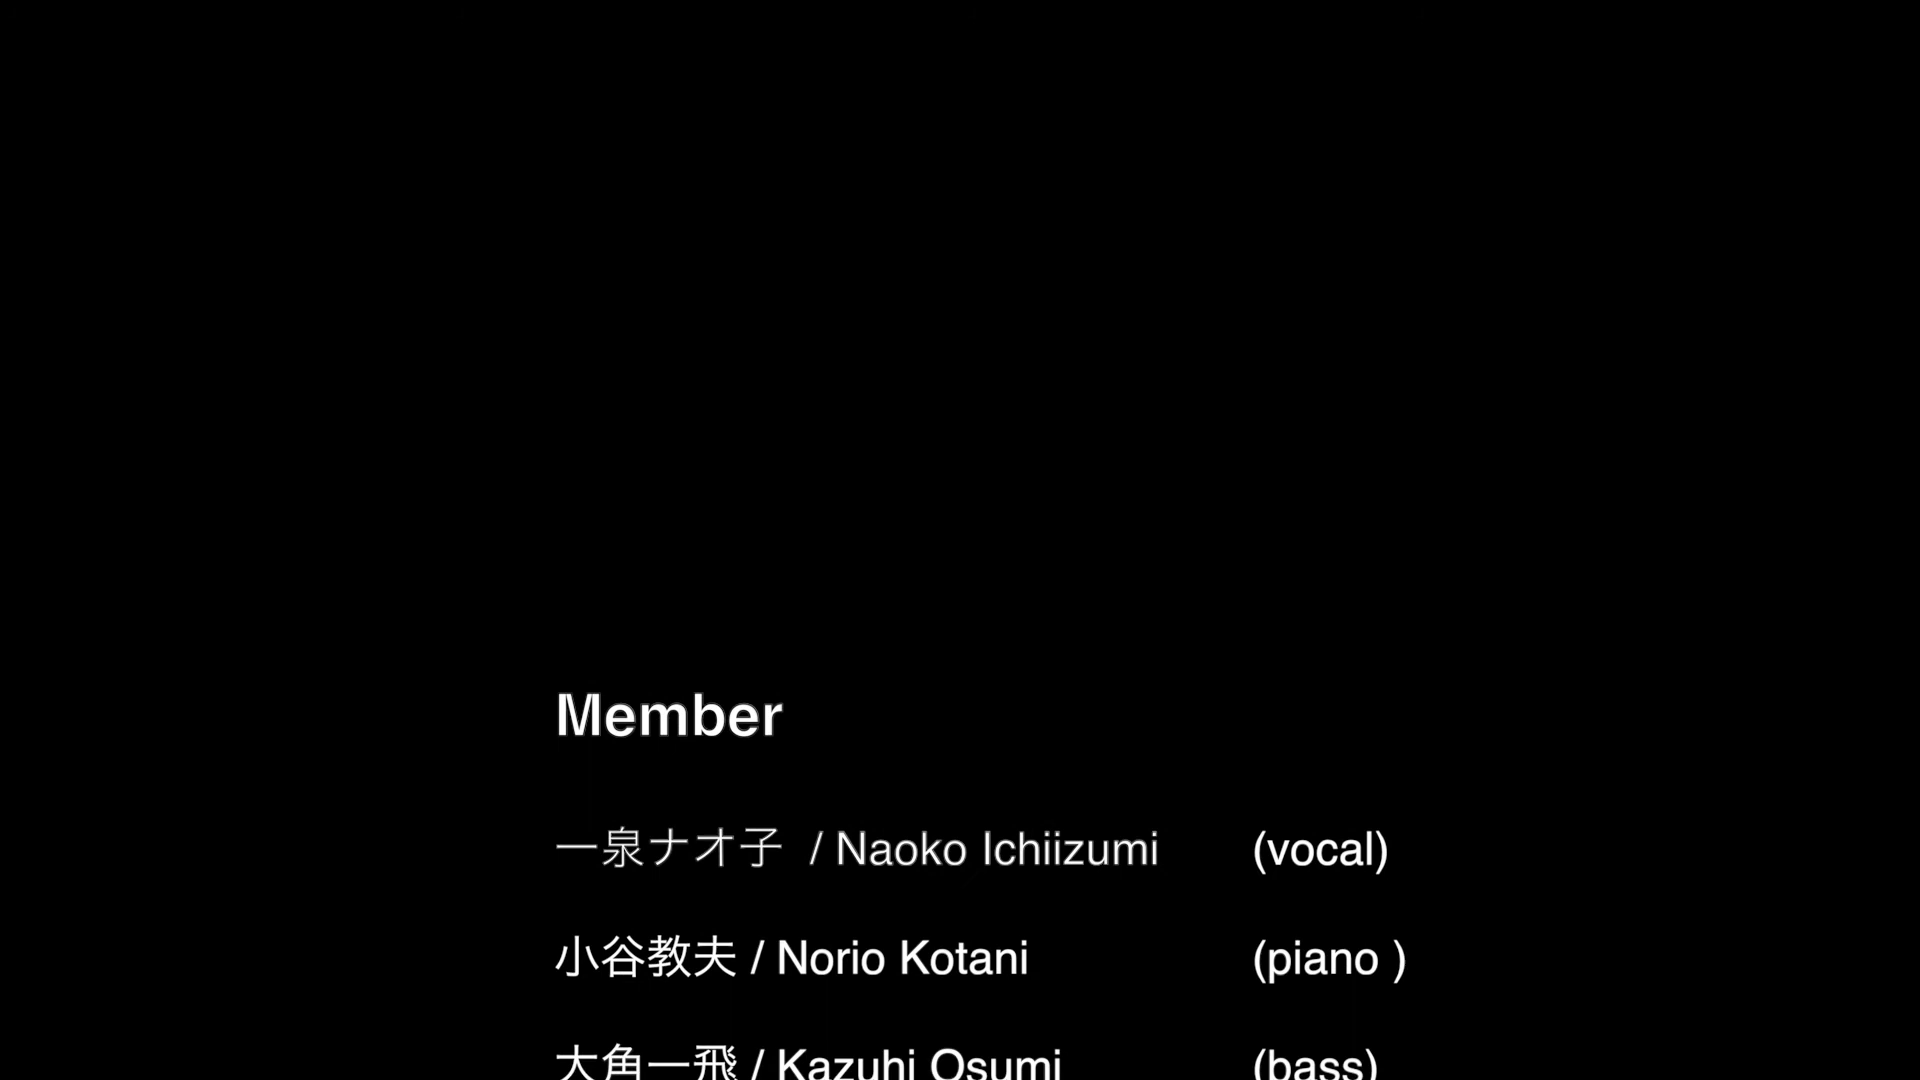 Member
一泉ナオ子 / Naoko Ichiizumi (vocal)
小谷教夫 / Norio Kotani (piano )
大角一飛 / Kazuhi Osumi (bass)